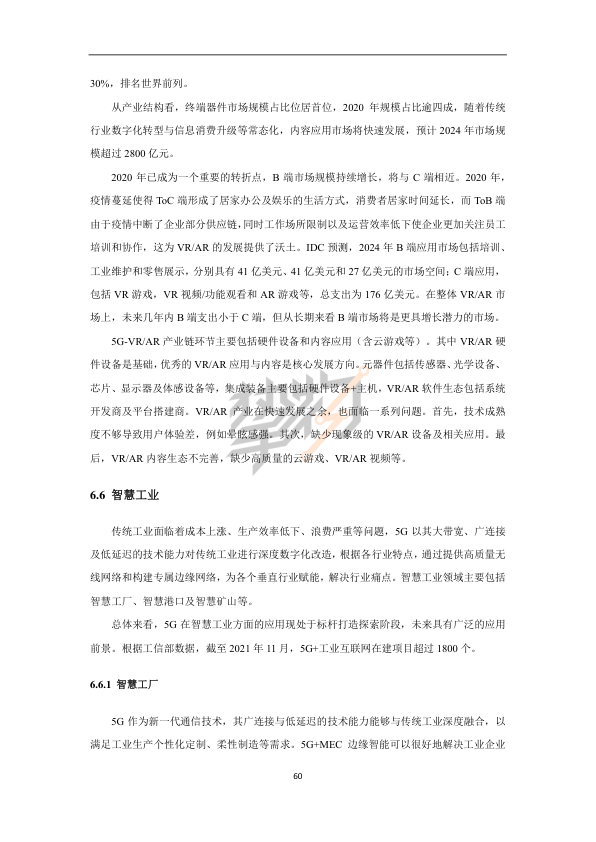 30%，排名世界前列。
从产业结构看，终端器件市场规模占比位居首位，2020 年规模占比逾四成，随着传统
行业数字化转型与信息消费升级等常态化，内容应用市场将快速发展，预计 2024 年市场规
模超过 2800 亿元。
2020 年已成为一个重要的转折点，B 端市场规模持续增长，将与 C 端相近。2020 年，
疫情蔓延使得 ToC 端形成了居家办公及娱乐的生活方式，消费者居家时间延长，而 ToB 端
由于疫情中断了企业部分供应链，同时工作场所限制以及运营效率低下使企业更加关注员工
培训和协作，这为 VR/AR 的发展提供了沃土。IDC 预测，2024 年 B 端应用市场包括培训、
工业维护和零售展示，分别具有 41 亿美元、41 亿美元和 27 亿美元的市场空间；C 端应用，
包括 VR 游戏，VR 视频/功能观看和 AR 游戏等，总支出为 176 亿美元。在整体 VR/AR 市
场上，未来几年内 B 端支出小于 C 端，但从长期来看 B 端市场将是更具增长潜力的市场。
5G-VR/AR 产业链环节主要包括硬件设备和内容应用（含云游戏等）。其中 VR/AR 硬
件设备是基础，优秀的 VR/AR 应用与内容是核心发展方向。元器件包括传感器、光学设备、
芯片、显示器及体感设备等，集成装备主要包括硬件设备+主机，VR/AR 软件生态包括系统
开发商及平台搭建商。VR/AR 产业在快速发展之余，也面临一系列问题。首先，技术成熟
度不够导致用户体验差，例如晕眩感强。其次，缺少现象级的 VR/AR 设备及相关应用。最
后，VR/AR 内容生态不完善，缺少高质量的云游戏、VR/AR 视频等。
6.6 智慧工业
传统工业面临着成本上涨、生产效率低下、浪费严重等问题，5G 以其大带宽、广连接
及低延迟的技术能力对传统工业进行深度数字化改造，根据各行业特点，通过提供高质量无
线网络和构建专属边缘网络，为各个垂直行业赋能，解决行业痛点。智慧工业领域主要包括
智慧工厂、智慧港口及智慧矿山等。
总体来看，5G 在智慧工业方面的应用现处于标杆打造探索阶段，未来具有广泛的应用
前景。根据工信部数据，截至 2021 年 11 月，5G+工业互联网在建项目超过 1800 个。
6.6.1 智慧工厂
5G 作为新一代通信技术，其广连接与低延迟的技术能力能够与传统工业深度融合，以
满足工业生产个性化定制、柔性制造等需求。5G+MEC 边缘智能可以很好地解决工业企业
60